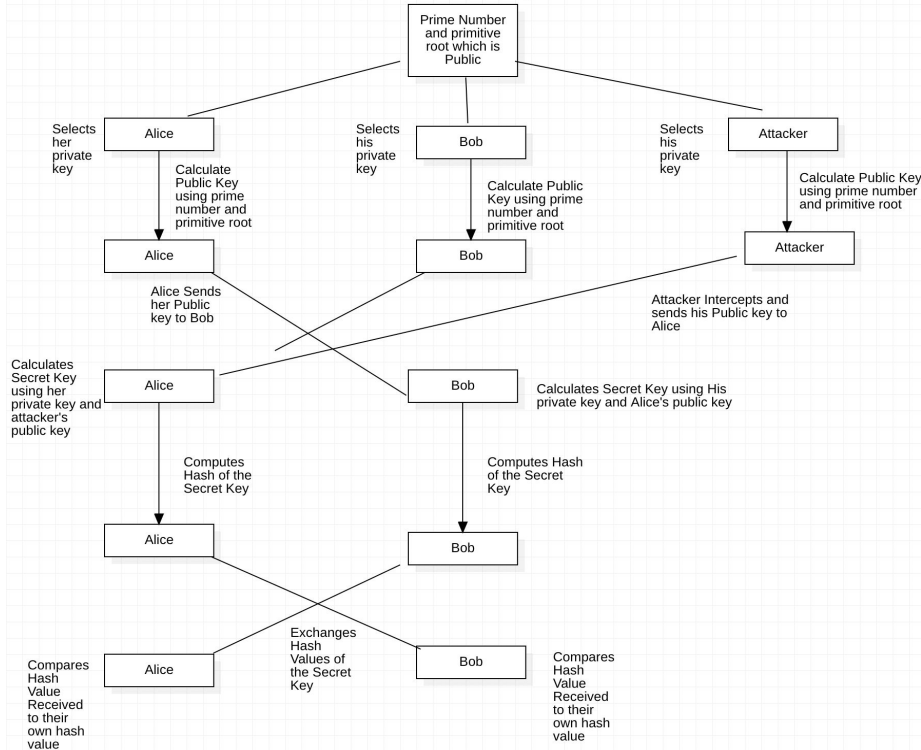 Prime Number
and primitive
root which is
Public
Selects
her
private
key
Alice
Selects
his
private
key
Bob
Selects
his
private
key
Attacker
Calculate
Public Key
using prime
number and
primitive root
Calculate Public
Key using prime
number and
primitive root
Calculate Public Key
using prime number
and primitive root
Alice
Bob
Attacker
Alice Sends
her Public
key to Bob
Attacker Intercepts and
sends his Public key to
Alice
Calculates
Secret Key
using her
private key and
attacker's
public key
Alice
Bob
Calculates Secret Key using His
private key and Alice's public key
Computes
Hash of the
Secret Key
Computes Hash
of the Secret
Key
Alice
Bob
Exchanges
Hash
Values of
the Secret
Key
Compares
Hash
Value
Received
to their
own hash
value
Alice
Bob
Compares
Hash
Value
Received
to their
own hash
value